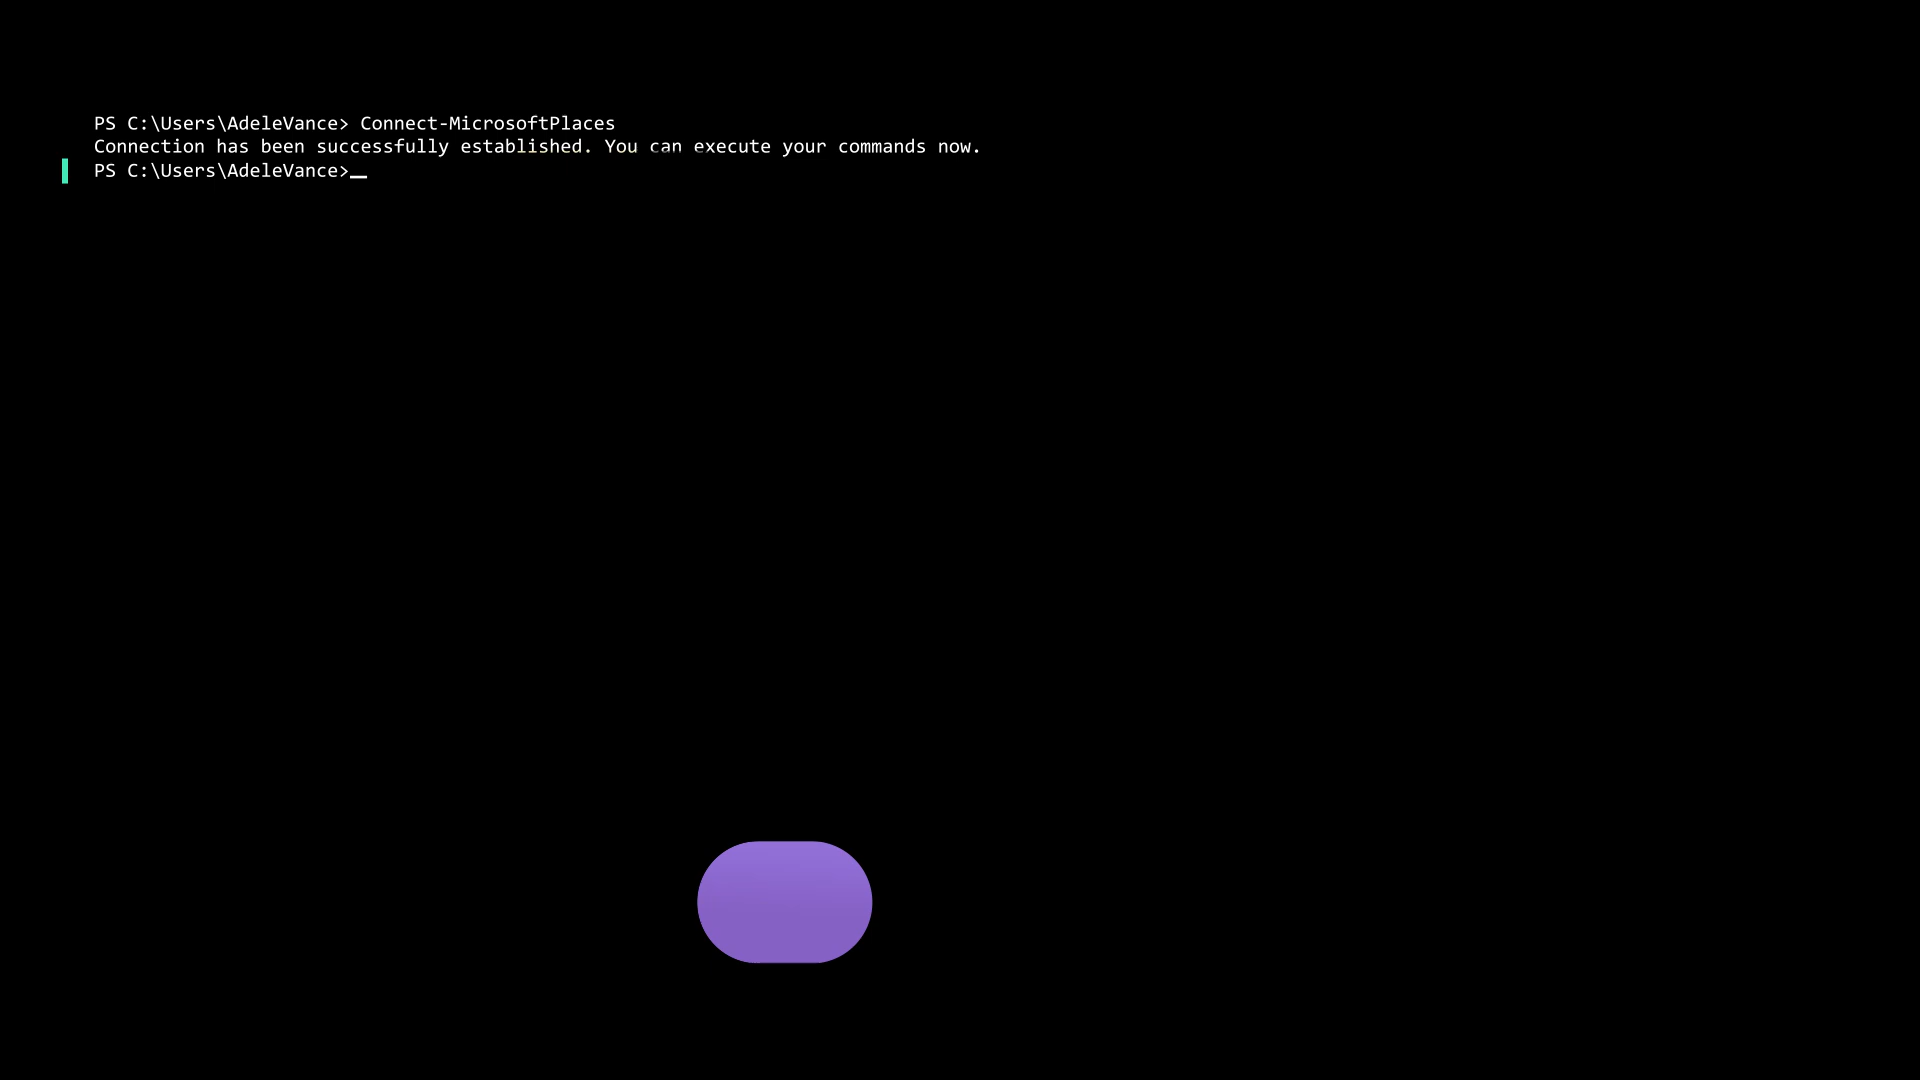 PS C:\Users\AdeleVance> Connect-MicrosoftPlaces
Connection has been successfully established. You can execute your commands now.
PS C:\Users\AdeleVance>_